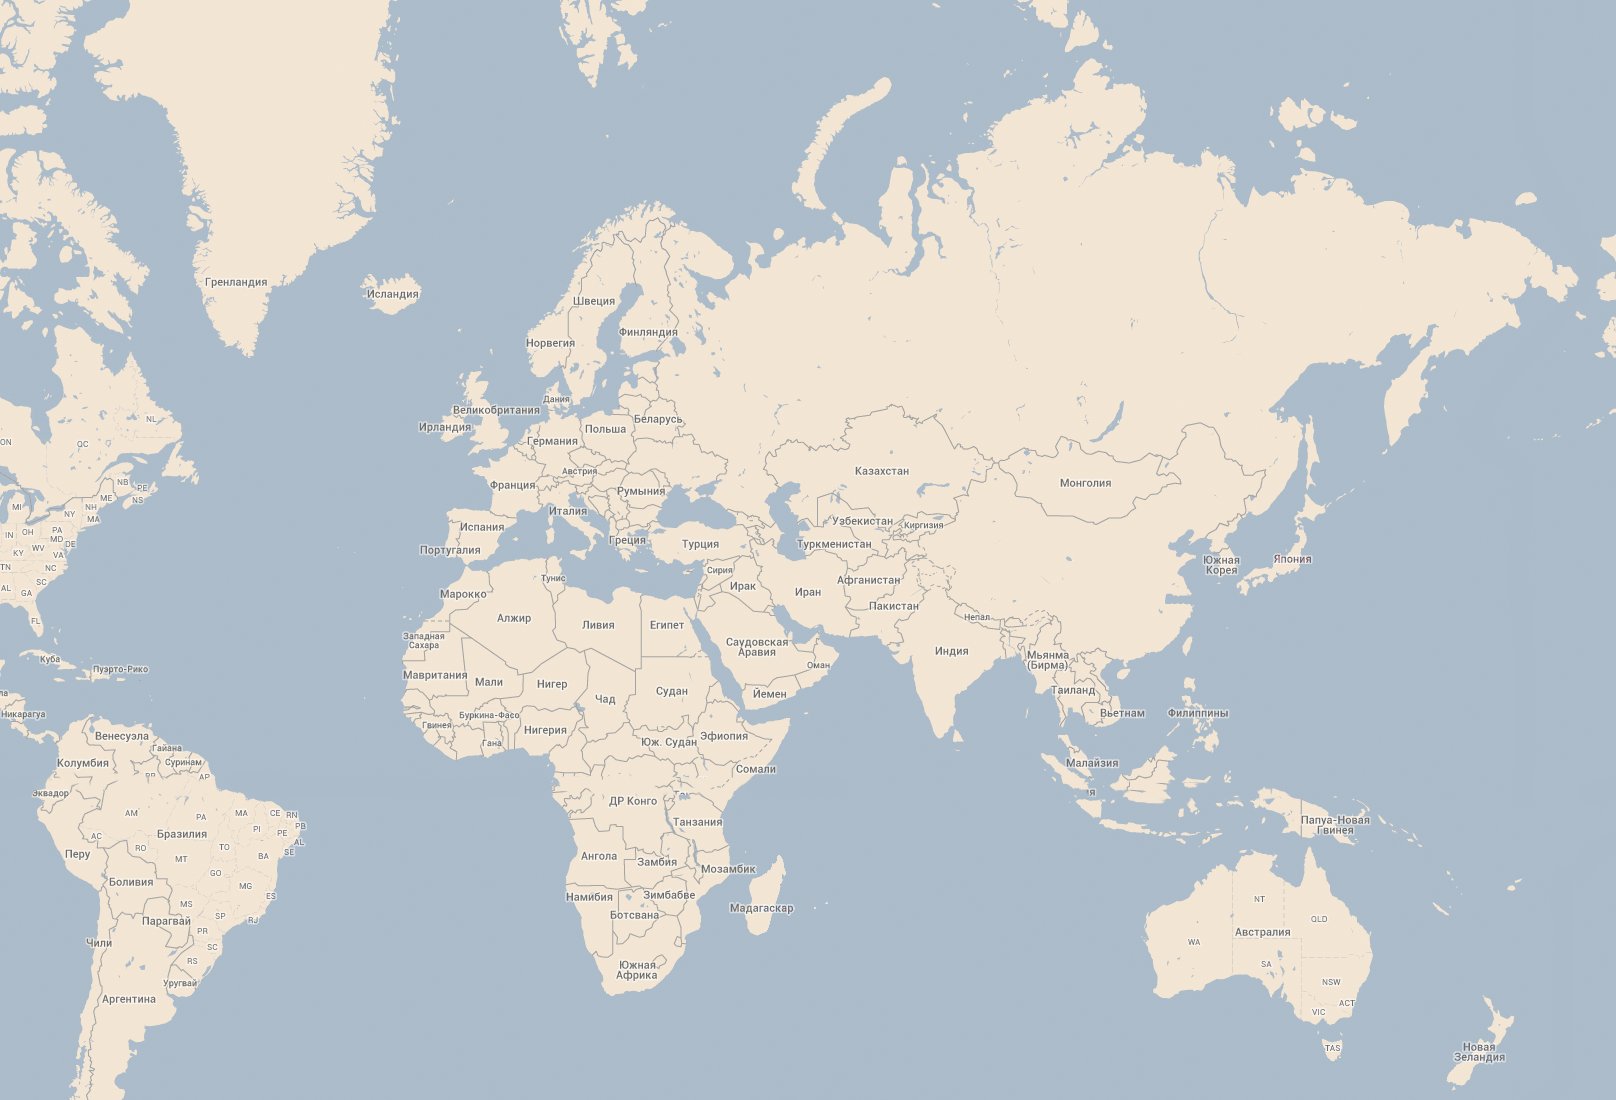 Гренландия
Исландия
Швеция
Финляндия
Норвегия
Дания
Великобритания
Ирландия
Беларусь
Польша
Германия
NL
ON
QC
Австрия
Казахстан
Франция
Румыния
Монголия
NB
PE
ME
NS
MI
NH
NY
MA
Италия
Испания
Узбекистан
Киргизия
PA
OH
IN
MD
DE
WV
KY
VA
Греция
Португалия
Турция
Туркменистан
Южная
Корея
Япония
TN
NC
Сирия
Тунис
SC
AL
GA
Ирак
Иран
Афганистан
Марокко
Пакистан
FL
Алжир
Ливия
Египет
Непал
Западная
Сахара
Саудовская
Аравия
Индия
Мьянма
(Бирма)
Куба
Пуэрто-Рико
Оман
Мавритания
Мали
Нигер
Чад
Судан
Йемен
Таиланд
ла
Никарагуа
Буркина-Фасо
Гвинея
Вьетнам
Филиппины
Нигерия
Гана
Юж. Судан
Эфиопия
Венесуэла
Гайана
Колумбия
Суринам
Сомали
Малайзия
AP
Эквадор
я
ДР Конго
AM
PA
MA
CE
RN
PB
PI
PE
AL
SE
Танзания
Папуа-Новая
Гвинея
AC
Бразилия
RO
TO
Перу
MT
BA
Ангола
Замбия
Мозамбик
GO
Боливия
MG
ES
Намибия
Зимбабве
MS
Мадагаскар
Ботсвана
SP
RJ
Парагвай
PR
NT
QLD
Австралия
WA
Чили
SC
RS
SA
Южная
Африка
Уругвай
NSW
Аргентина
ACT
VIC
TAS
Новая
Зеландия